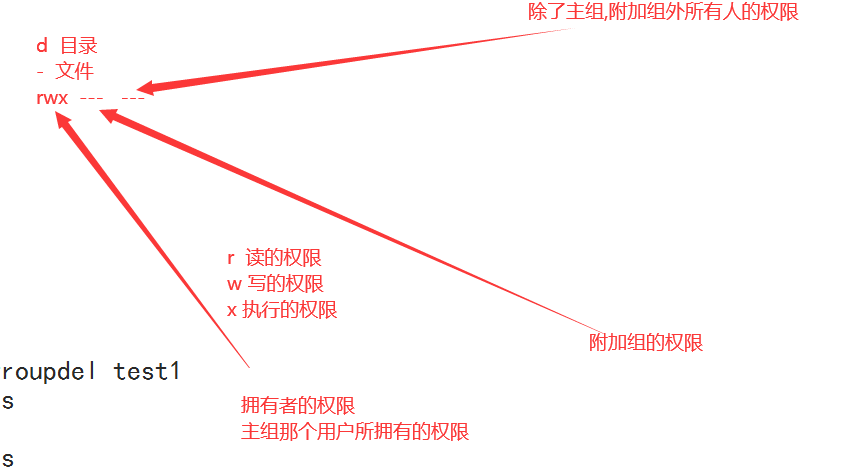 除了主组,附加组外所有人的权限
d 目录
- 文件
rwx --- ---
r 读的权限
w 写的权限
x 执行的权限
附加组的权限
roupdel test1
s
拥有者的权限
主组那个用户所拥有的权限
s